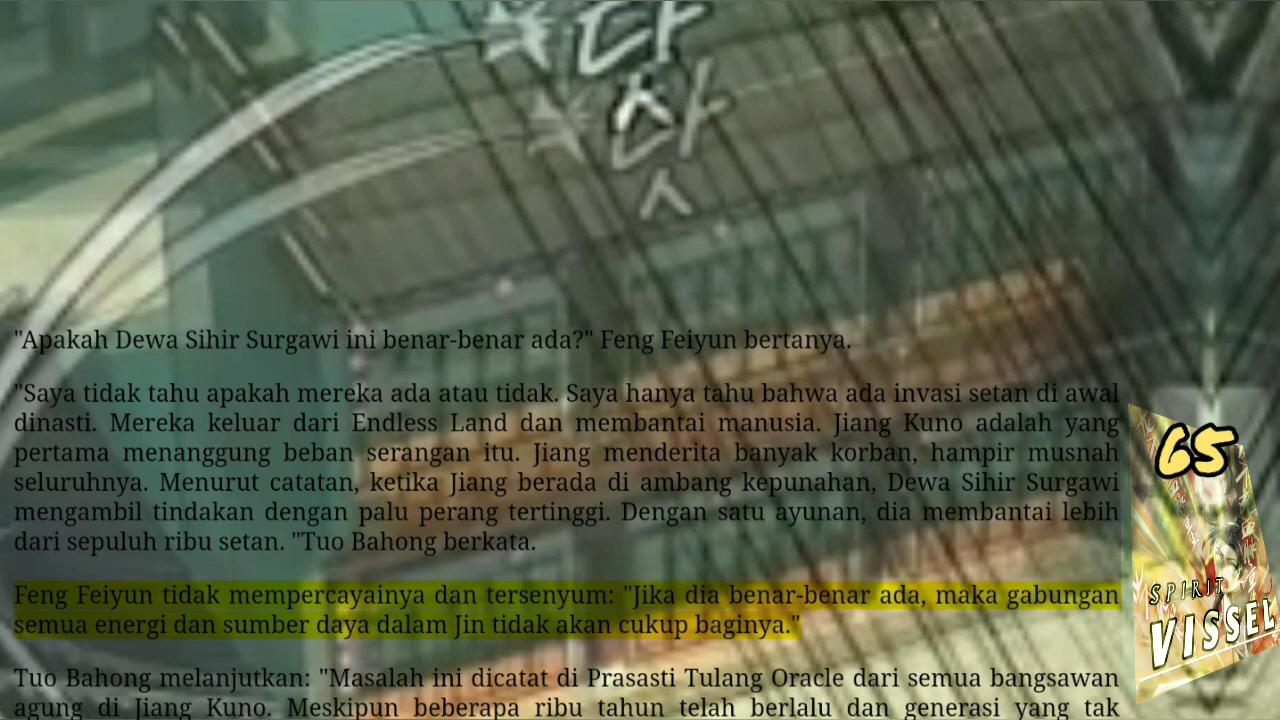 타
사
ㅅ
"Apakah Dewa Sihir Surgawi ini benar-benar ada?" Feng Feiyun bertanya.
"Saya tidak tahu apakah mereka ada atau tidak. Saya hanya tahu bahwa ada invasi setan di awal
dinasti. Mereka keluar dari Endless Land dan membantai manusia. Jiang Kuno adalah yang
pertama menanggung beban serangan itu. Jiang menderita banyak korban, hampir musnah
seluruhnya. Menurut catatan, ketika Jiang berada di ambang kepunahan, Dewa Sihir Surgawi
mengambil tindakan dengan palu perang tertinggi. Dengan satu ayunan, dia membantai lebih
dari sepuluh ribu setan. "Tuo Bahong berkata.
65
SPIRIT
VISSEL
Feng Feiyun tidak mempercayainya dan tersenyum: "Jika dia benar-benar ada, maka gabungan
semua energi dan sumber daya dalam Jin tidak akan cukup baginya."
Tuo Bahong melanjutkan: "Masalah ini dicatat di Prasasti Tulang Oracle dari semua bangsawan
agung di Jiang Kuno. Meskipun beberapa ribu tahun telah berlalu dan generasi yang tak